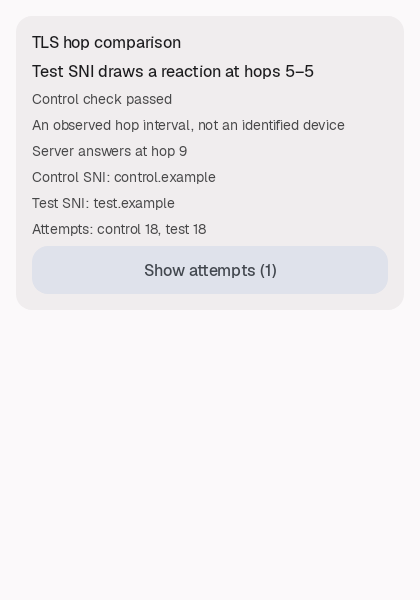 TLS hop comparison
Test SNI draws a reaction at hops 5–5
Control check passed
An observed hop interval, not an identified device
Server answers at hop 9
Control SNI: control.example
Test SNI: test.example
Attempts: control 18, test 18
Show attempts (1)